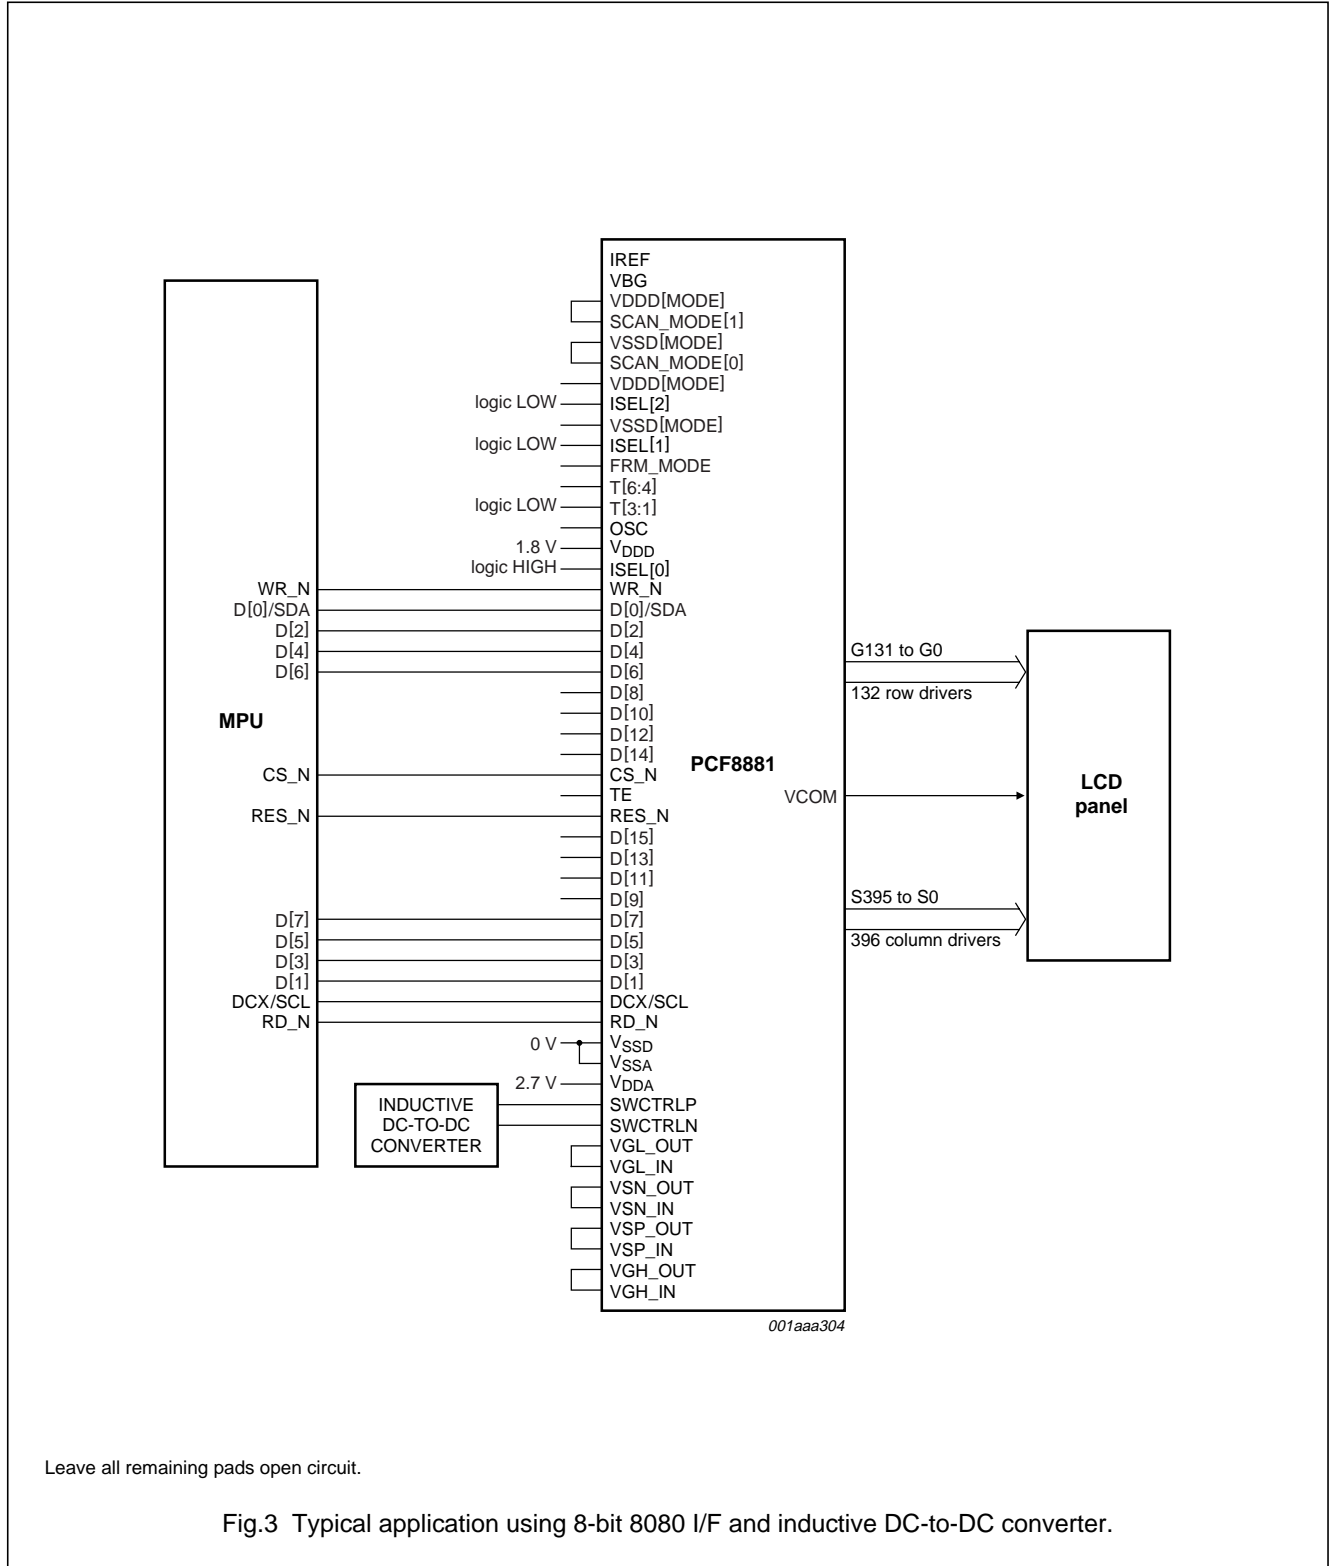 IREF
VBG
VDDD[MODE]
SCAN_MODE[1]
VSSD[MODE]
SCAN_MODE[0]
VDDD[MODE]
logic LOW ISEL[2]
VSSD[MODE]
logic LOW ISEL[1]
FRM_MODE
T[6:4]
logic LOW T[3:1]
OSC
1.8 V VDDD
logic HIGH ISEL[0]
WR_N WR_N
D[0]/SDA D[0]/SDA
D[2] D[2]
D[4] D[4]
D[6] D[6]
D[8]
D[10]
D[12]
D[14]
MPU
PCF8881
CS_N CS_N
TE
RES_N RES_N
D[15]
D[13]
D[11]
D[9]
D[7] D[7]
D[5] D[5]
D[3] D[3]
D[1] D[1]
DCX/SCL DCX/SCL
RD_N RD_N
0 V VSSD
VSSA
2.7 V VDDA
INDUCTIVE
DC-TO-DC
CONVERTER
SWCTRLP
SWCTRLN
VGL_OUT
VGL_IN
VSN_OUT
VSN_IN
VSP_OUT
VSP_IN
VGH_OUT
VGH_IN
G131 to G0
132 row drivers
VCOM
LCD
panel
S395 to S0
396 column drivers
001aaa304
Leave all remaining pads open circuit.
Fig.3 Typical application using 8-bit 8080 I/F and inductive DC-to-DC converter.